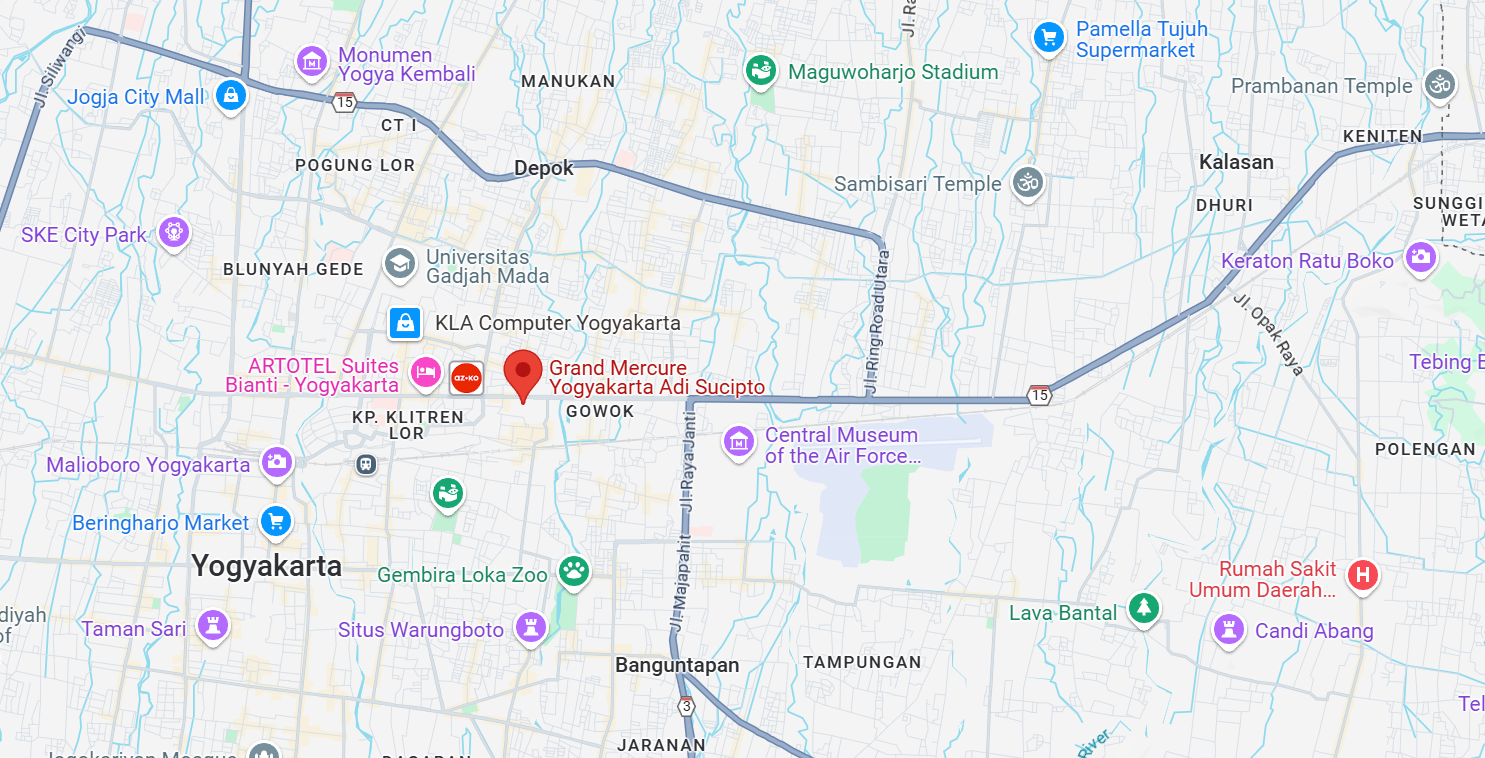 Jl. Siliwangi
Monumen
Yogya Kembali
MANUKAN
Maguwoharjo Stadium
Jl. Ra
Pamella Tujuh
Supermarket
Prambanan Temple
Jogja City Mall
15
CT I
KENITEN
POGUNG LOR
Depok
Kalasan
Sambisari Temple
DHURI
SUNGGI
WETA
SKE City Park
BLUNYAH GEDE
Universitas
Gadjah Mada
Jl. Ring Road Utara
Keraton Ratu Boko
Jl. Opak Raya
KLA Computer Yogyakarta
ARTOTEL Suites
Bianti - Yogyakarta
az-ko
Grand Mercure
Yogyakarta Adi Sucipto
15
Tebing B
KP. KLITREN
LOR
GOWOK
Jl. Raya Janti
Central Museum
of the Air Force...
POLENGAN
Malioboro Yogyakarta
Beringharjo Market
Yogyakarta
Gembira Loka Zoo
Jl. Majapahit
Rumah Sakit
Umum Daerah...
Lava Bantal
diyah
of
Taman Sari
Situs Warungboto
Candi Abang
Banguntapan
TAMPUNGAN
3
Tel
JARANAN
River